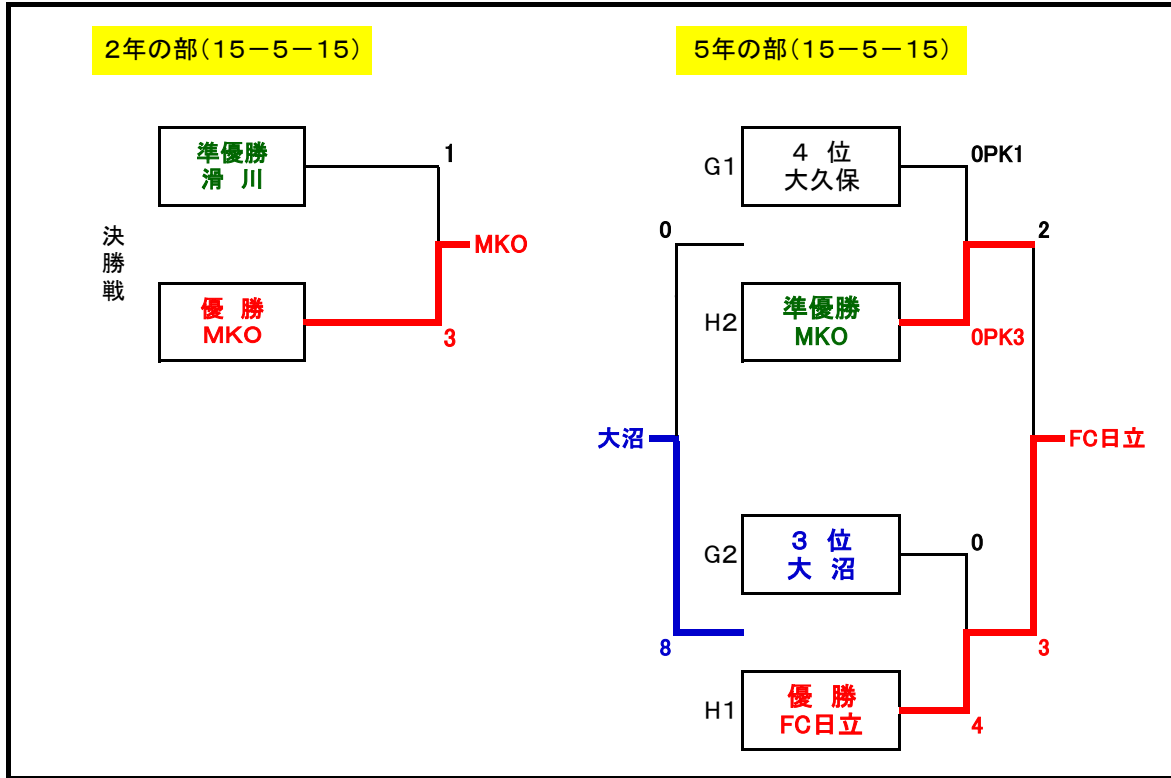 2年の部(15-5-15)
準優勝
滑 川
1
決勝戦
MKO
優 勝
MKO
3
5年の部(15-5-15)
G1
4 位
大久保
0PK1
0
2
H2
準優勝
MKO
0PK3
大沼
FC日立
G2
3 位
大 沼
0
8
3
H1
優 勝
FC日立
4